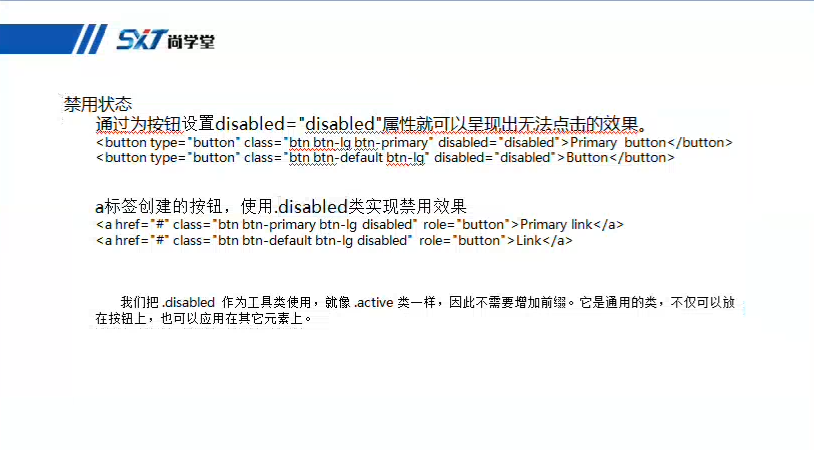 SXT 尚学堂
禁用状态
通过为按钮设置disabled="disabled"属性就可以呈现出无法点击的效果。
<button type="button" class="btn btn-lg btn-primary" disabled="disabled">Primary button</button>
<button type="button" class="btn btn-default btn-lg" disabled="disabled">Button</button>
a标签创建的按钮，使用.disabled类实现禁用效果
<a href="#" class="btn btn-primary btn-lg disabled" role="button">Primary link</a>
<a href="#" class="btn btn-default btn-lg disabled" role="button">Link</a>
我们把 .disabled 作为工具类使用，就像 .active 类一样，因此不需要增加前缀。它是通用的类，不仅可以放
在按钮上，也可以应用在其它元素上。